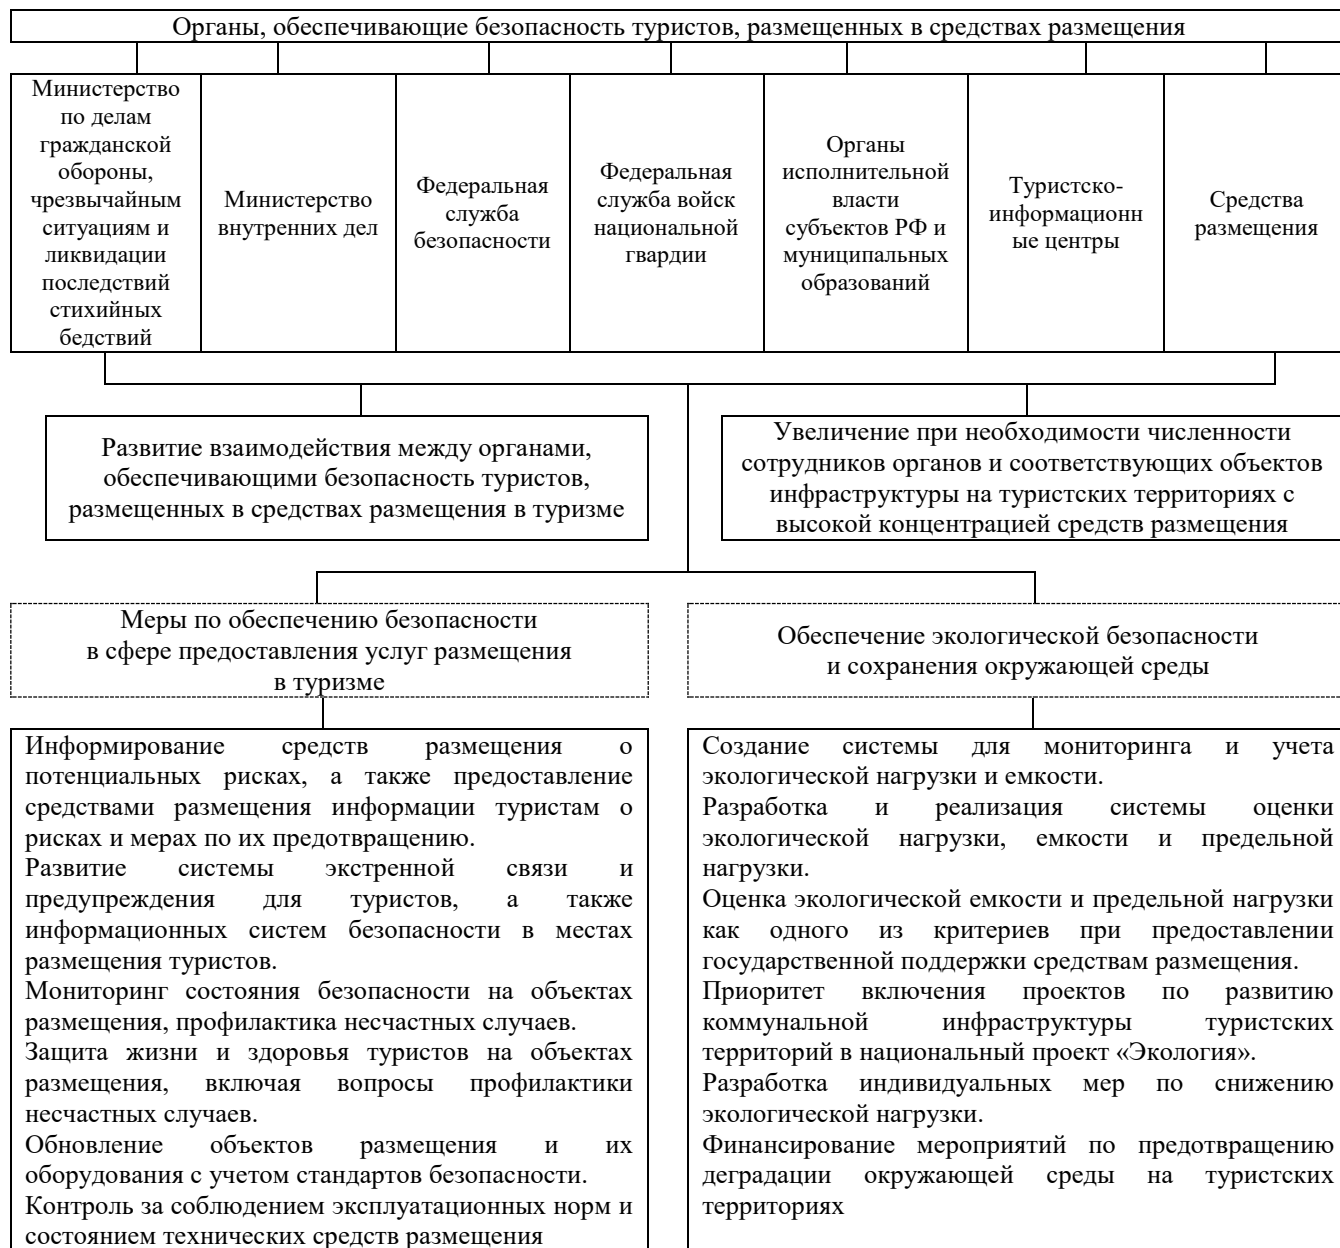 Органы, обеспечивающие безопасность туристов, размещенных в средствах размещения
Министерство
по делам
гражданской
обороны,
чрезвычайным
ситуациям и
ликвидации
последствий
стихийных
бедствий
Министерство
внутренних дел
Федеральная
служба
безопасности
Федеральная
служба войск
национальной
гвардии
Органы
исполнительной
власти
субъектов РФ и
муниципальных
образований
Туристско-
информационн
ые центры
Средства
размещения
Развитие взаимодействия между органами,
обеспечивающими безопасность туристов,
размещенных в средствах размещения в туризме
Увеличение при необходимости численности
сотрудников органов и соответствующих объектов
инфраструктуры на туристских территориях с
высокой концентрацией средств размещения
Меры по обеспечению безопасности
в сфере предоставления услуг размещения
в туризме
Обеспечение экологической безопасности
и сохранения окружающей среды
Информирование средств размещения о
потенциальных рисках, а также предоставление
средствами размещения информации туристам о
рисках и мерах по их предотвращению.
Развитие системы экстренной связи и
предупреждения для туристов, а также
информационных систем безопасности в местах
размещения туристов.
Мониторинг состояния безопасности на объектах
размещения, профилактика несчастных случаев.
Защита жизни и здоровья туристов на объектах
размещения, включая вопросы профилактики
несчастных случаев.
Обновление объектов размещения и их
оборудования с учетом стандартов безопасности.
Контроль за соблюдением эксплуатационных норм и
состоянием технических средств размещения
Создание системы для мониторинга и учета
экологической нагрузки и емкости.
Разработка и реализация системы оценки
экологической нагрузки, емкости и предельной
нагрузки.
Оценка экологической емкости и предельной нагрузки
как одного из критериев при предоставлении
государственной поддержки средствам размещения.
Приоритет включения проектов по развитию
коммунальной инфраструктуры туристских
территорий в национальный проект «Экология».
Разработка индивидуальных мер по снижению
экологической нагрузки.
Финансирование мероприятий по предотвращению
деградации окружающей среды на туристских
территориях